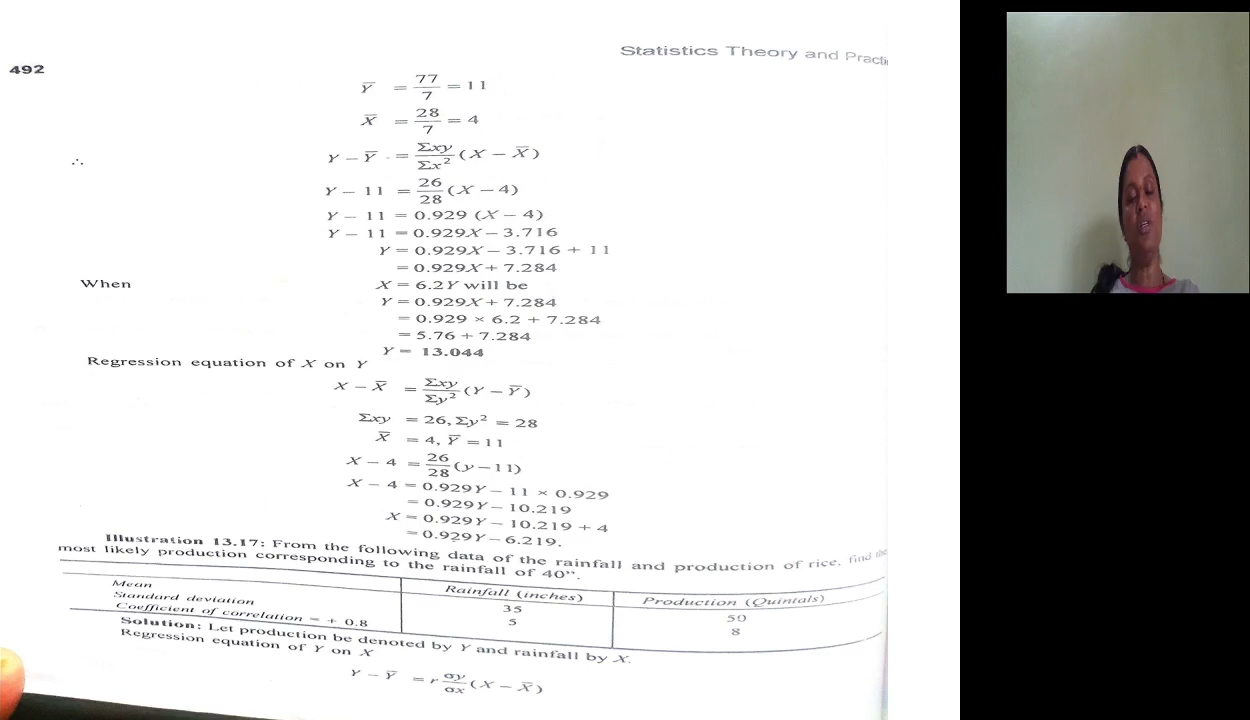 Statistics Theory and
492
Y̅ = 77/7 = 11
X̅ = 28/7 = 4
∴ Y – Y̅ = Σxy/Σx² (X – X̅)
Y – 11 = 26/28 (X – 4)
Y – 11 = 0.929 (X – 4)
Y – 11 = 0.929X – 3.716
Y = 0.929X – 3.716 + 11
= 0.929X + 7.284
When X = 6.2Y will be
Y = 0.929X + 7.284
= 0.929 × 6.2 + 7.284
= 5.76 + 7.284
Y = 13.044
Regression equation of X on Y
X – X̅ = Σxy/Σy² (Y – Y̅)
Σxy = 26, Σy² = 28
X̅ = 4, Y̅ = 11
X – 4 = 26/28 (y – 11)
X – 4 = 0.929Y – 11 × 0.929
= 0.929Y – 10.219
X = 0.929Y – 10.219 + 4
= 0.929Y – 6.219.
Illustration 13.17: From the following data of the rainfall and production of rice, find the
most likely production corresponding to the rainfall of 40”.
Rainfall (inches) Production (Quintals)
Mean 35 50
Standard deviation 5 8
Coefficient of correlation = + 0.8
Solution: Let production be denoted by Y and rainfall by X.
Regression equation of Y on X
Y – Y̅ = r σy/σx (X – X̅)